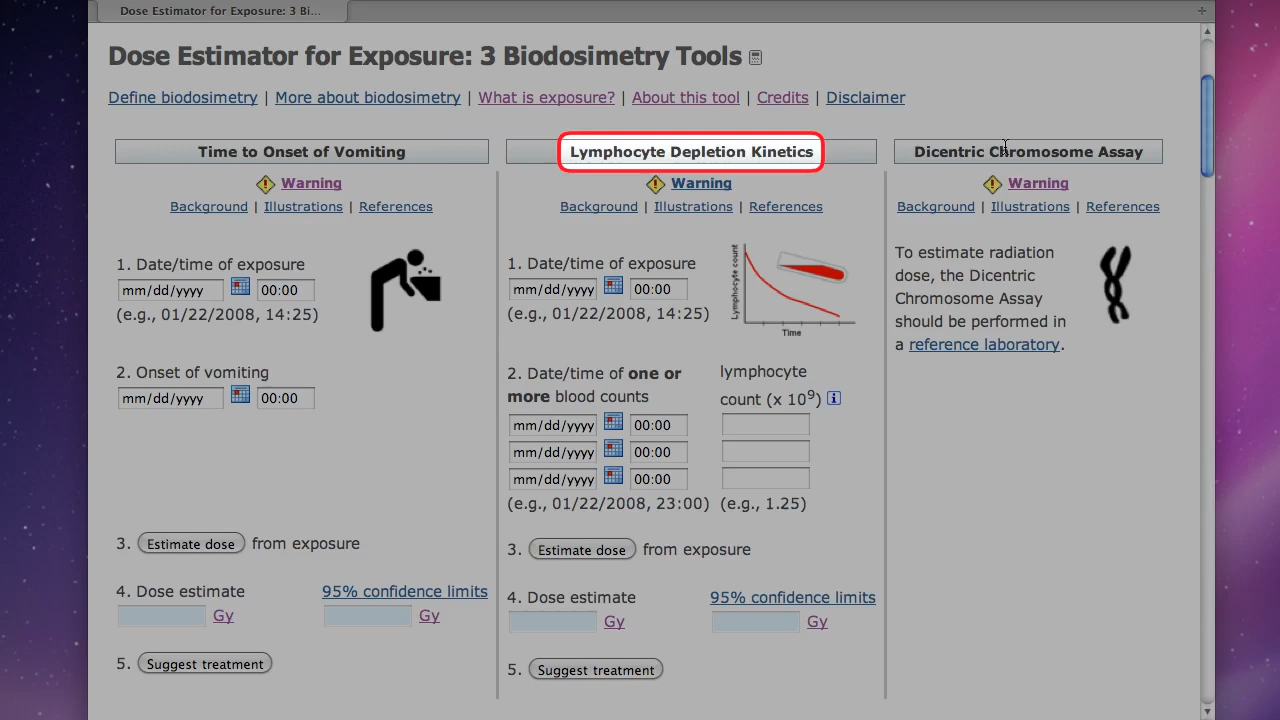 Dose Estimator for Exposure: 3 Bi...
Dose Estimator for Exposure: 3 Biodosimetry Tools
Define biodosimetry | More about biodosimetry | What is exposure? | About this tool | Credits | Disclaimer
Time to Onset of Vomiting
Warning
Background | Illustrations | References
1. Date/time of exposure
mm/dd/yyyy 00:00
(e.g., 01/22/2008, 14:25)
2. Onset of vomiting
mm/dd/yyyy 00:00
3. Estimate dose from exposure
4. Dose estimate 95% confidence limits
Gy Gy
5. Suggest treatment
Lymphocyte Depletion Kinetics
Warning
Background | Illustrations | References
1. Date/time of exposure
mm/dd/yyyy 00:00
(e.g., 01/22/2008, 14:25)
Lymphocyte count
Time
2. Date/time of one or
more blood counts
lymphocyte
count (x 10⁹)
mm/dd/yyyy 00:00
mm/dd/yyyy 00:00
mm/dd/yyyy 00:00
(e.g., 01/22/2008, 23:00) (e.g., 1.25)
3. Estimate dose from exposure
4. Dose estimate 95% confidence limits
Gy Gy
5. Suggest treatment
Dicentric Chromosome Assay
Warning
Background | Illustrations | References
To estimate radiation
dose, the Dicentric
Chromosome Assay
should be performed in
a reference laboratory.